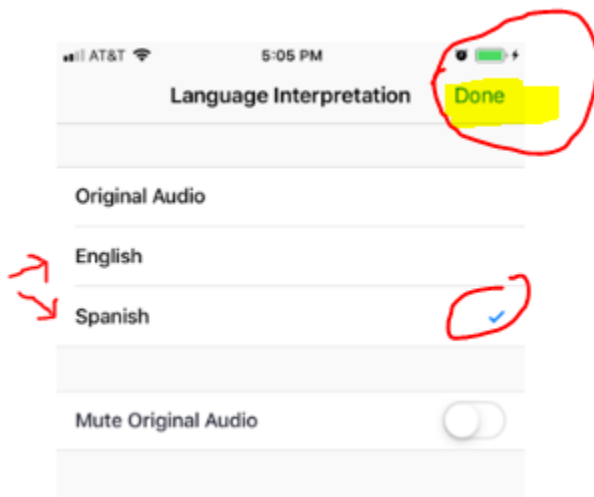 AT&T 5:05 PM
Language Interpretation Done
Original Audio
English
Spanish
Mute Original Audio